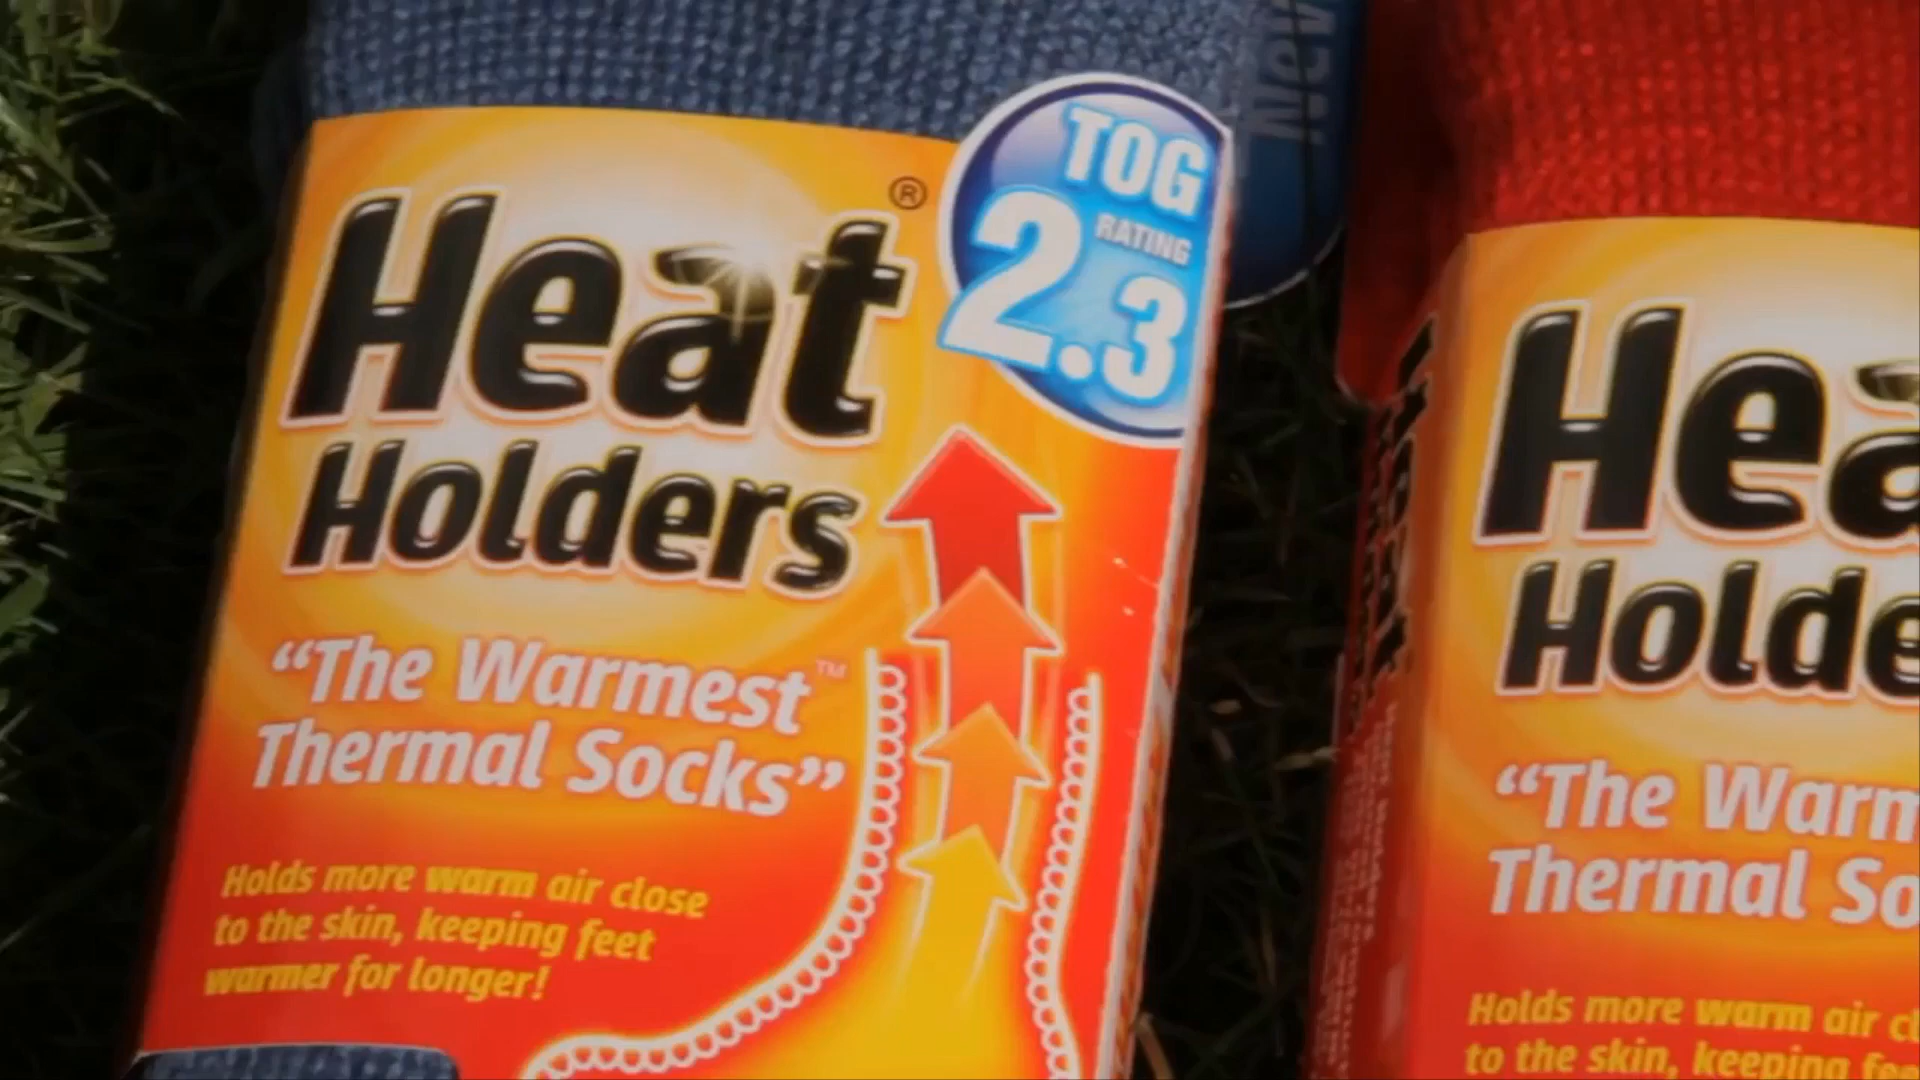 Heat®
Holders
TOG
RATING
2.3
“The Warmest™
Thermal Socks”
Holds more warm air close
to the skin, keeping feet
warmer for longer!
New
Hea
Holde
“The Warm
Thermal So
Holds more warm air cl
to the skin, keeping fee